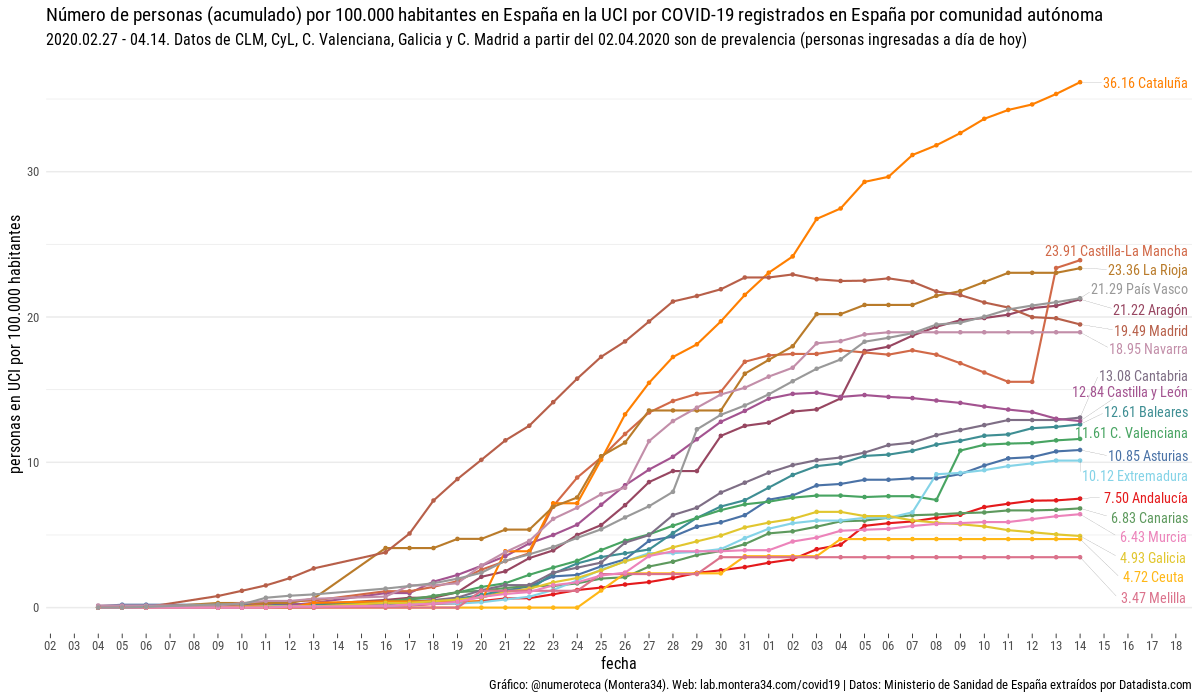 Número de personas (acumulado) por 100.000 habitantes en España en la UCI por COVID-19 registrados en España por comunidad autónoma
2020.02.27 - 04.14. Datos de CLM, CyL, C. Valenciana, Galicia y C. Madrid a partir del 02.04.2020 son de prevalencia (personas ingresadas a día de hoy)
personas en UCI por 100.000 habitantes
30
20
10
0
36.16 Cataluña
23.91 Castilla-La Mancha
23.36 La Rioja
21.29 País Vasco
21.22 Aragón
19.49 Madrid
18.95 Navarra
13.08 Cantabria
12.84 Castilla y León
12.61 Baleares
11.61 C. Valenciana
10.85 Asturias
10.12 Extremadura
7.50 Andalucía
6.83 Canarias
6.43 Murcia
4.93 Galicia
4.72 Ceuta
3.47 Melilla
02 03 04 05 06 07 08 09 10 11 12 13 14 15 16 17 18 19 20 21 22 23 24 25 26 27 28 29 30 31 01 02 03 04 05 06 07 08 09 10 11 12 13 14 15 16 17 18
fecha
Gráfico: @numeroteca (Montera34). Web: lab.montera34.com/covid19 | Datos: Ministerio de Sanidad de España extraídos por Datadista.com